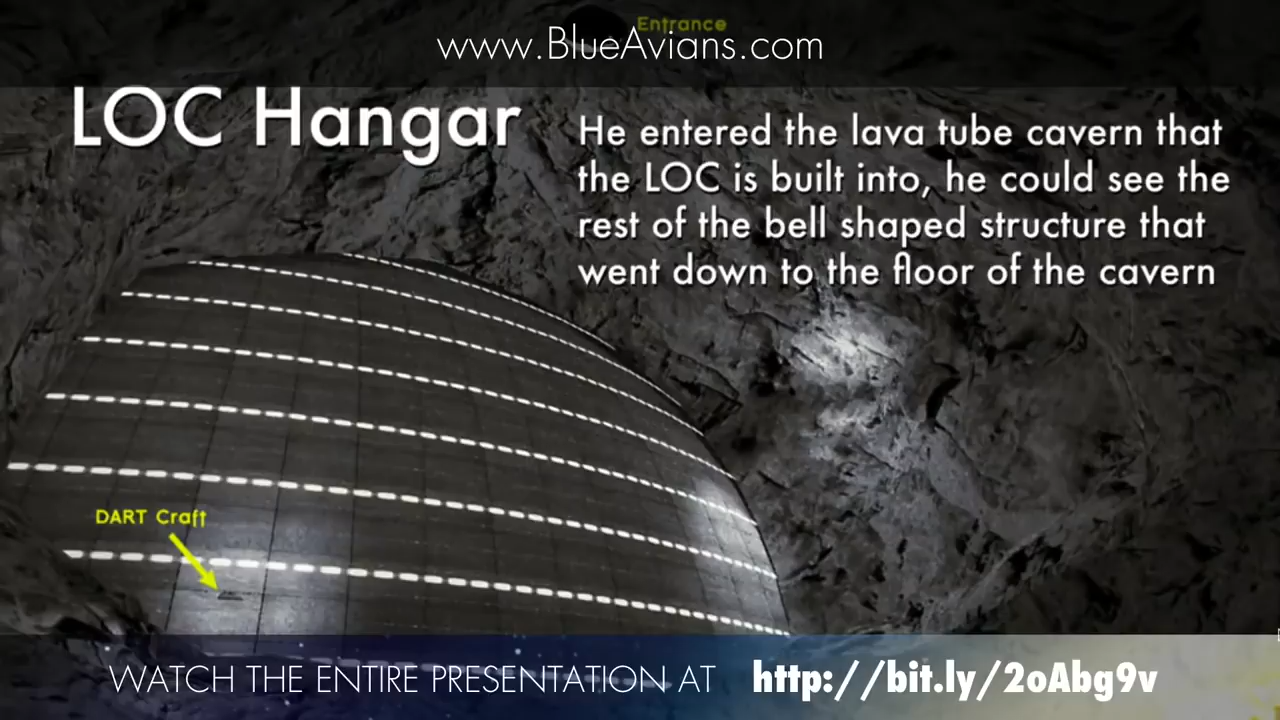 Entrance
www.BlueAvians.com
LOC Hangar
He entered the lava tube cavern that
the LOC is built into, he could see the
rest of the bell shaped structure that
went down to the floor of the cavern
DART Craft
WATCH THE ENTIRE PRESENTATION AT http://bit.ly/2oAbg9v